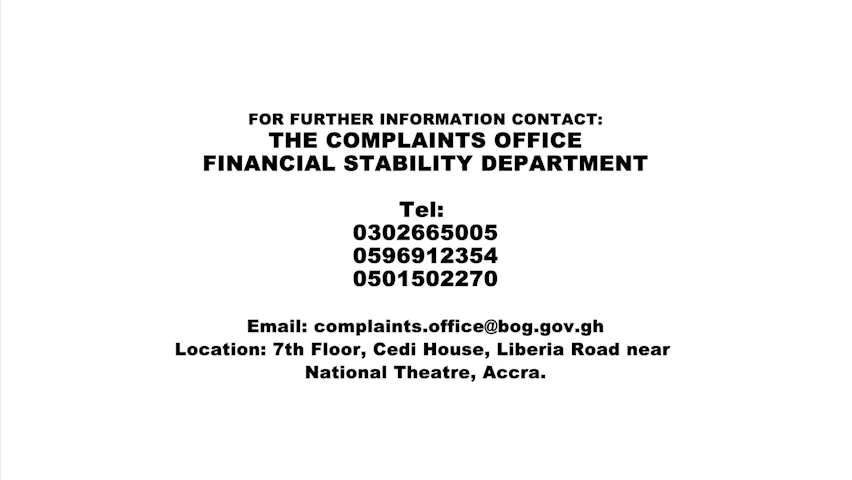 FOR FURTHER INFORMATION CONTACT:
THE COMPLAINTS OFFICE
FINANCIAL STABILITY DEPARTMENT
Tel:
0302665005
0596912354
0501502270
Email: complaints.office@bog.gov.gh
Location: 7th Floor, Cedi House, Liberia Road near
National Theatre, Accra.